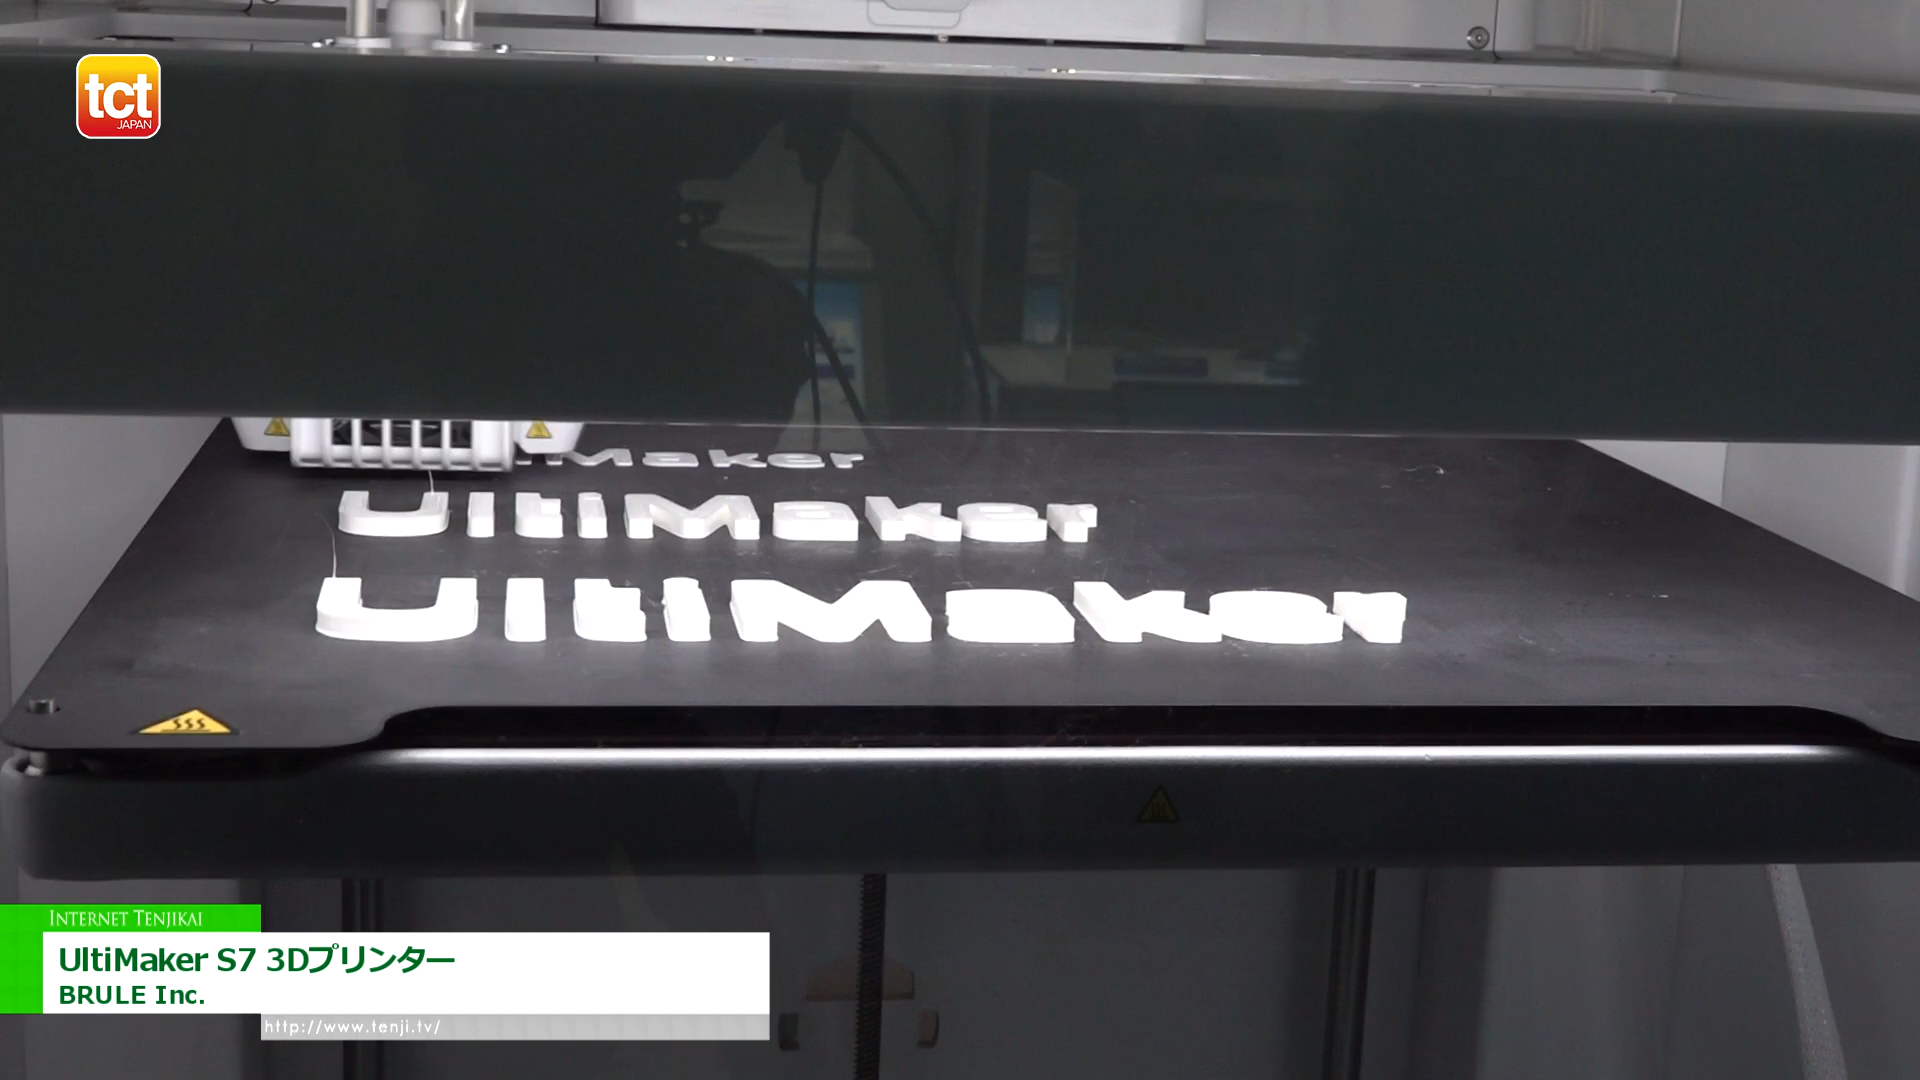 tct
JAPAN
iMaker
UltiMaker
UltiMaker
INTERNET TENJIKAI
UltiMaker S7 3Dプリンター
BRULE Inc.
http://www.tenji.tv/